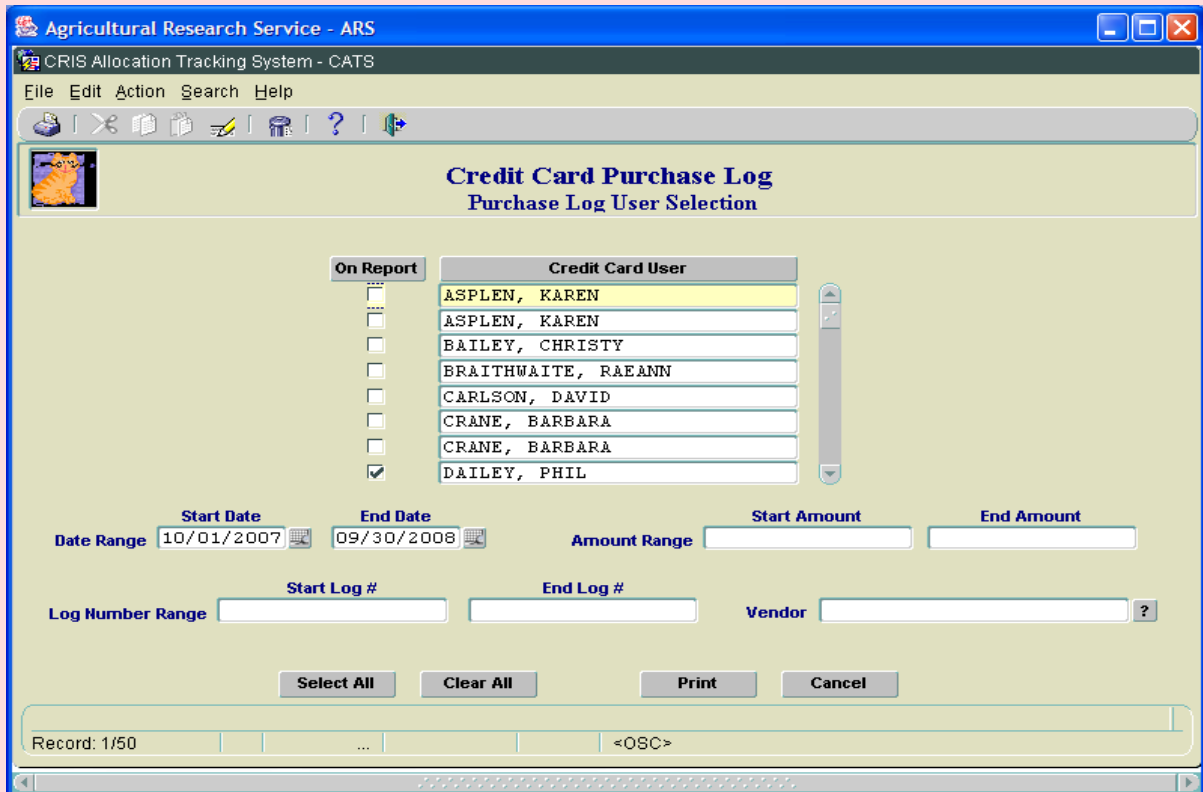 Agricultural Research Service - ARS
CRIS Allocation Tracking System - CATS
File Edit Action Search Help
?
Credit Card Purchase Log
Purchase Log User Selection
On Report Credit Card User
ASPLEN, KAREN
ASPLEN, KAREN
BAILEY, CHRISTY
BRAITHWAITE, RAEANN
CARLSON, DAVID
CRANE, BARBARA
CRANE, BARBARA
DAILEY, PHIL
Start Date End Date Start Amount End Amount
Date Range 10/01/2007 09/30/2008 Amount Range
Start Log # End Log #
Log Number Range Vendor ?
Select All Clear All Print Cancel
Record: 1/50 ... <OSC>